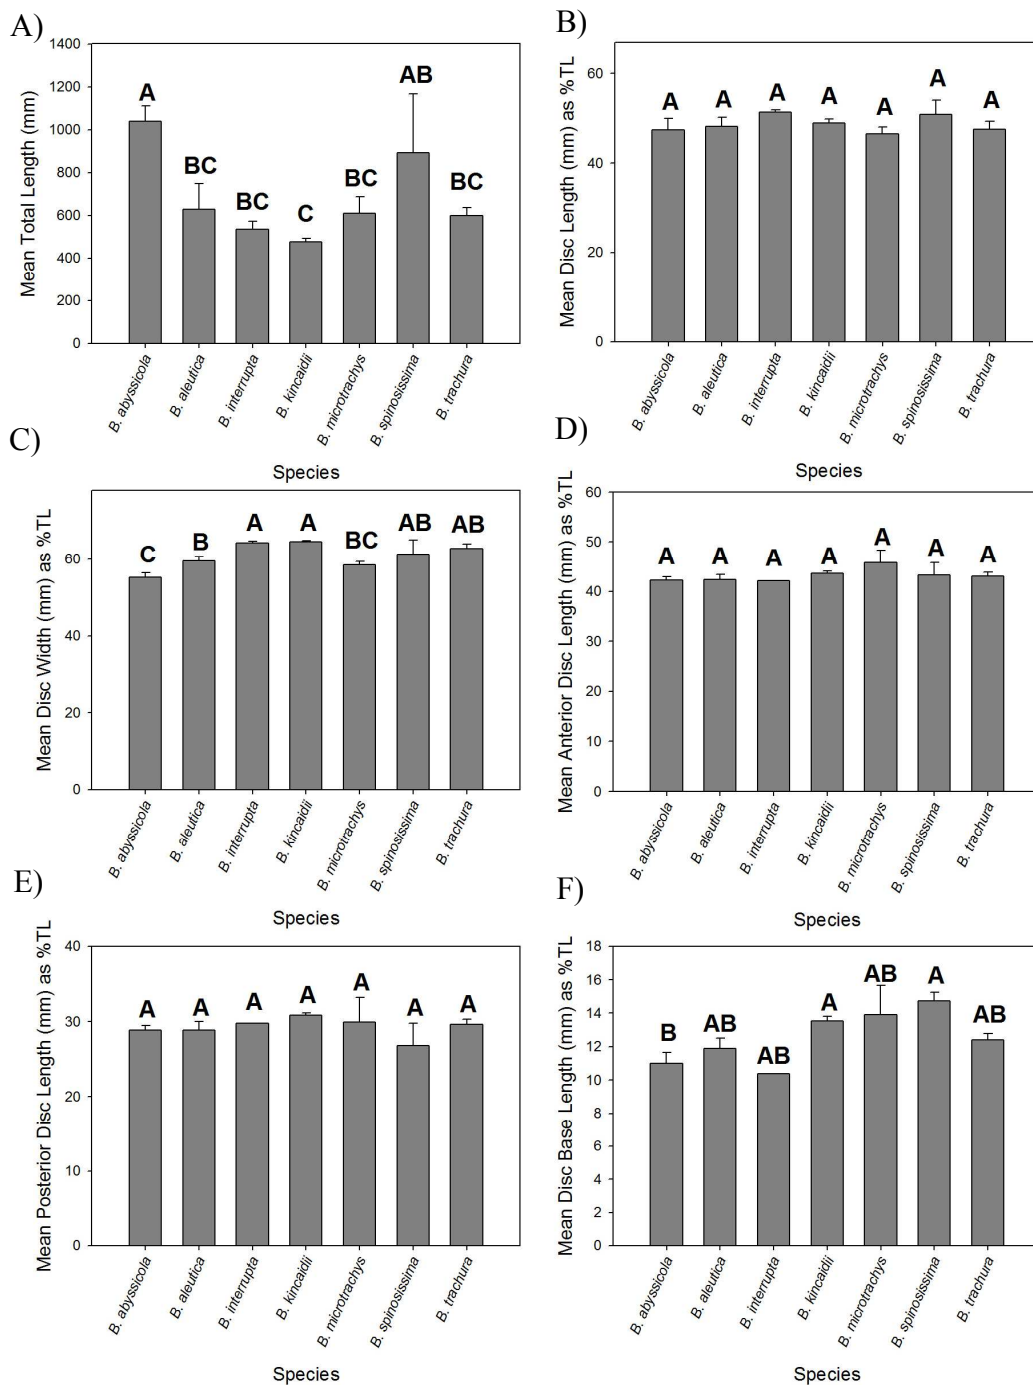 A)
Mean Total Length (mm)
1400
1200
1000
800
600
400
200
0
A
BC
BC
C
BC
AB
BC
B. abyssicola
B. aleutica
B. interrupta
B. kincaidii
B. microtrachys
B. spinosissima
B. trachura
Species
B)
Mean Disc Length (mm) as %TL
60
40
20
0
A
A
A
A
A
A
A
B. abyssicola
B. aleutica
B. interrupta
B. kincaidii
B. microtrachys
B. spinosissima
B. trachura
C)
Mean Disc Width (mm) as %TL
60
40
20
0
C
B
A
A
BC
AB
AB
B. abyssicola
B. aleutica
B. interrupta
B. kincaidii
B. microtrachys
B. spinosissima
B. trachura
Species
D)
Species
Mean Anterior Disc Length (mm) as %TL
60
50
40
30
20
10
0
A
A
A
A
A
A
A
B. abyssicola
B. aleutica
B. interrupta
B. kincaidii
B. microtrachys
B. spinosissima
B. trachura
E)
Mean Posterior Disc Length (mm) as %TL
40
30
20
10
0
A
A
A
A
A
A
A
B. abyssicola
B. aleutica
B. interrupta
B. kincaidii
B. microtrachys
B. spinosissima
B. trachura
Species
F)
Species
Mean Disc Base Length (mm) as %TL
18
16
14
12
10
8
6
4
2
0
B
AB
AB
A
AB
A
AB
B. abyssicola
B. aleutica
B. interrupta
B. kincaidii
B. microtrachys
B. spinosissima
B. trachura
Species